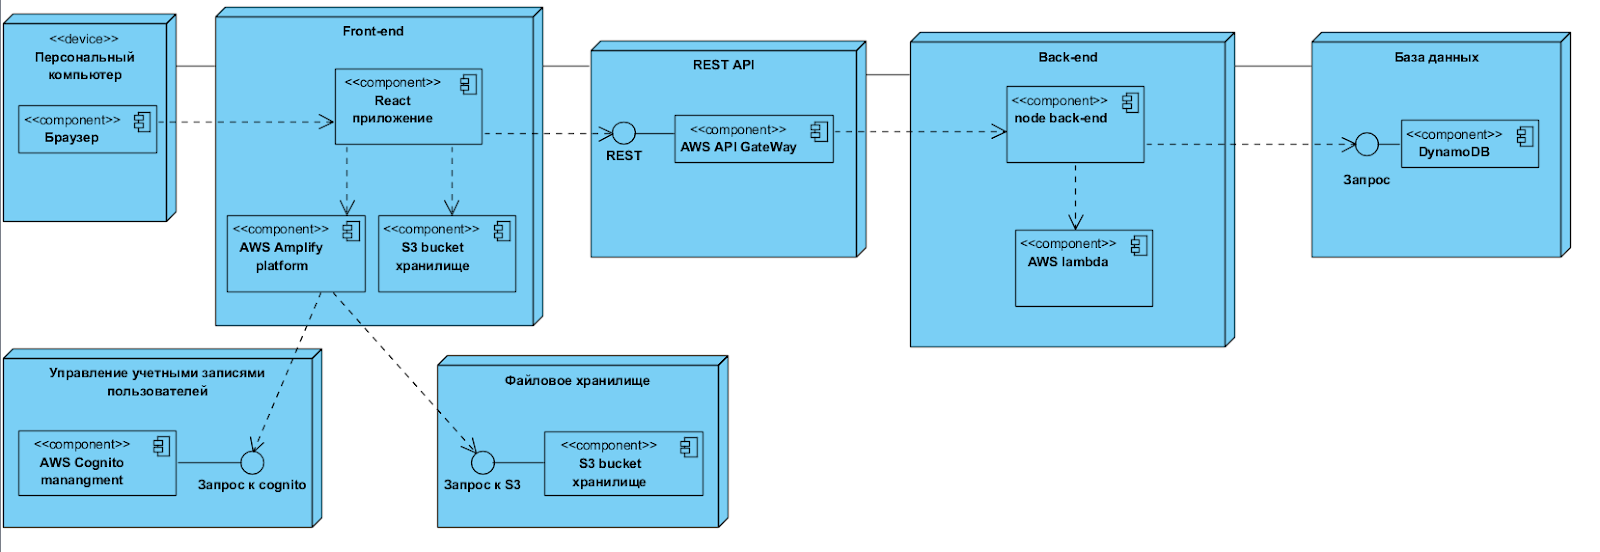 <<device>>
Персональный
компьютер
<<component>>
Браузер
Front-end
<<component>>
React
приложение
<<component>>
AWS Amplify
platform
<<component>>
S3 bucket
хранилище
REST API
REST
<<component>>
AWS API GateWay
Back-end
<<component>>
node back-end
<<component>>
AWS lambda
База данных
Запрос
<<component>>
DynamoDB
Управление учетными записями
пользователей
<<component>>
AWS Cognito
manangment
Запрос к cognito
Файловое хранилище
Запрос к S3
<<component>>
S3 bucket
хранилище